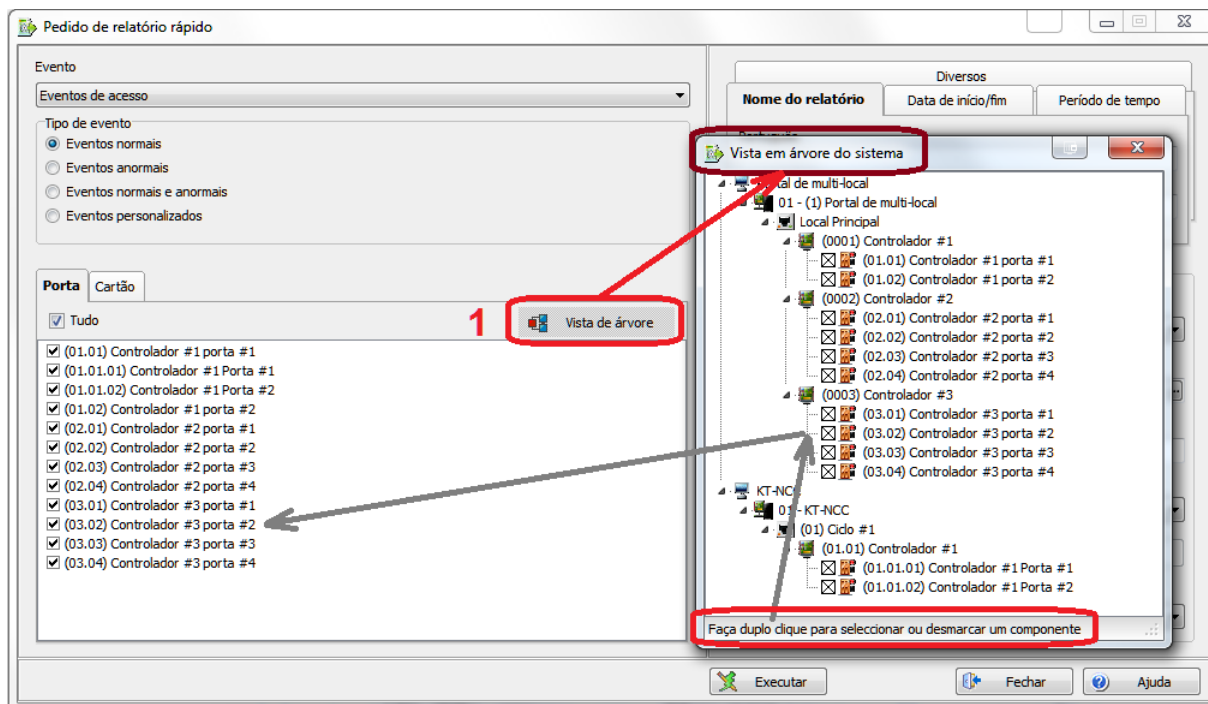 Pedido de relatório rápido
Evento
Eventos de acesso
Tipo de evento
Eventos normais
Eventos anormais
Eventos normais e anormais
Eventos personalizados
Porta
Cartão
Tudo
1
Vista de árvore
(01.01) Controlador #1 porta #1
(01.01.01) Controlador #1 Porta #1
(01.01.02) Controlador #1 Porta #2
(01.02) Controlador #1 porta #2
(02.01) Controlador #2 porta #1
(02.02) Controlador #2 porta #2
(02.03) Controlador #2 porta #3
(02.04) Controlador #2 porta #4
(03.01) Controlador #3 porta #1
(03.02) Controlador #3 porta #2
(03.03) Controlador #3 porta #3
(03.04) Controlador #3 porta #4
Diversos
Nome do relatório
Data de início/fim
Período de tempo
Vista em árvore do sistema
Portal de multi-local
01 - (1) Portal de multi-local
Local Principal
(0001) Controlador #1
(01.01) Controlador #1 porta #1
(01.02) Controlador #1 porta #2
(0002) Controlador #2
(02.01) Controlador #2 porta #1
(02.02) Controlador #2 porta #2
(02.03) Controlador #2 porta #3
(02.04) Controlador #2 porta #4
(0003) Controlador #3
(03.01) Controlador #3 porta #1
(03.02) Controlador #3 porta #2
(03.03) Controlador #3 porta #3
(03.04) Controlador #3 porta #4
KT-NCC
01 - KT-NCC
(01) Ciclo #1
(01.01) Controlador #1
(01.01.01) Controlador #1 Porta #1
(01.01.02) Controlador #1 Porta #2
Faça duplo clique para seleccionar ou desmarcar um componente
Executar
Fechar
Ajuda